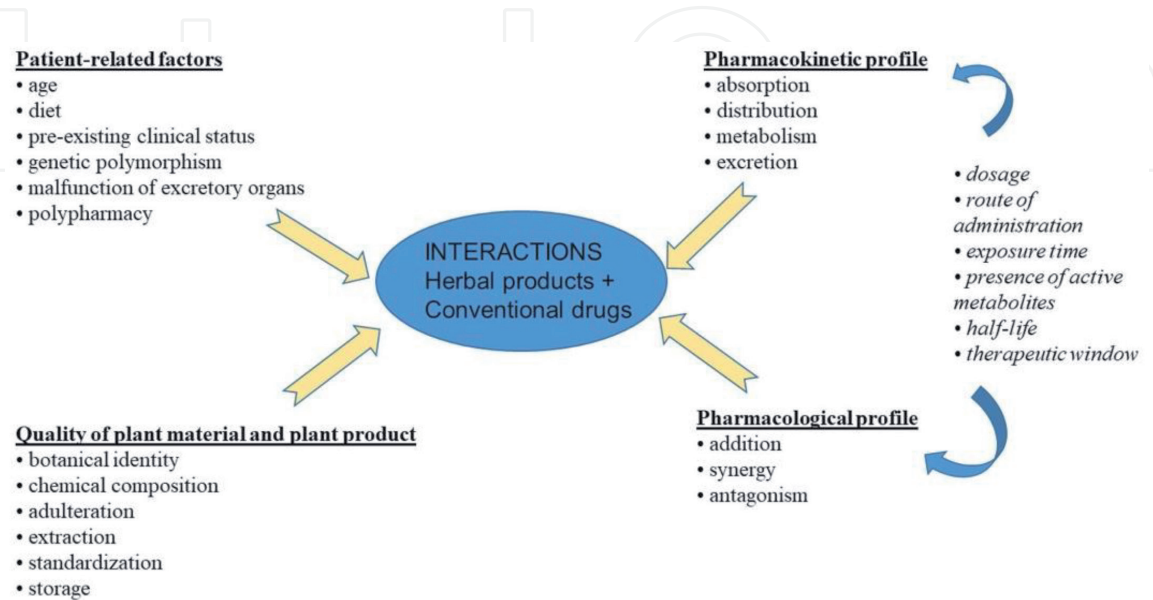 Patient-related factors
• age
• diet
• pre-existing clinical status
• genetic polymorphism
• malfunction of excretory organs
• polypharmacy
Pharmacokinetic profile
• absorption
• distribution
• metabolism
• excretion
• dosage
• route of
administration
• exposure time
• presence of active
metabolites
• half-life
• therapeutic window
INTERACTIONS
Herbal products +
Conventional drugs
Quality of plant material and plant product
• botanical identity
• chemical composition
• adulteration
• extraction
• standardization
• storage
Pharmacological profile
• addition
• synergy
• antagonism